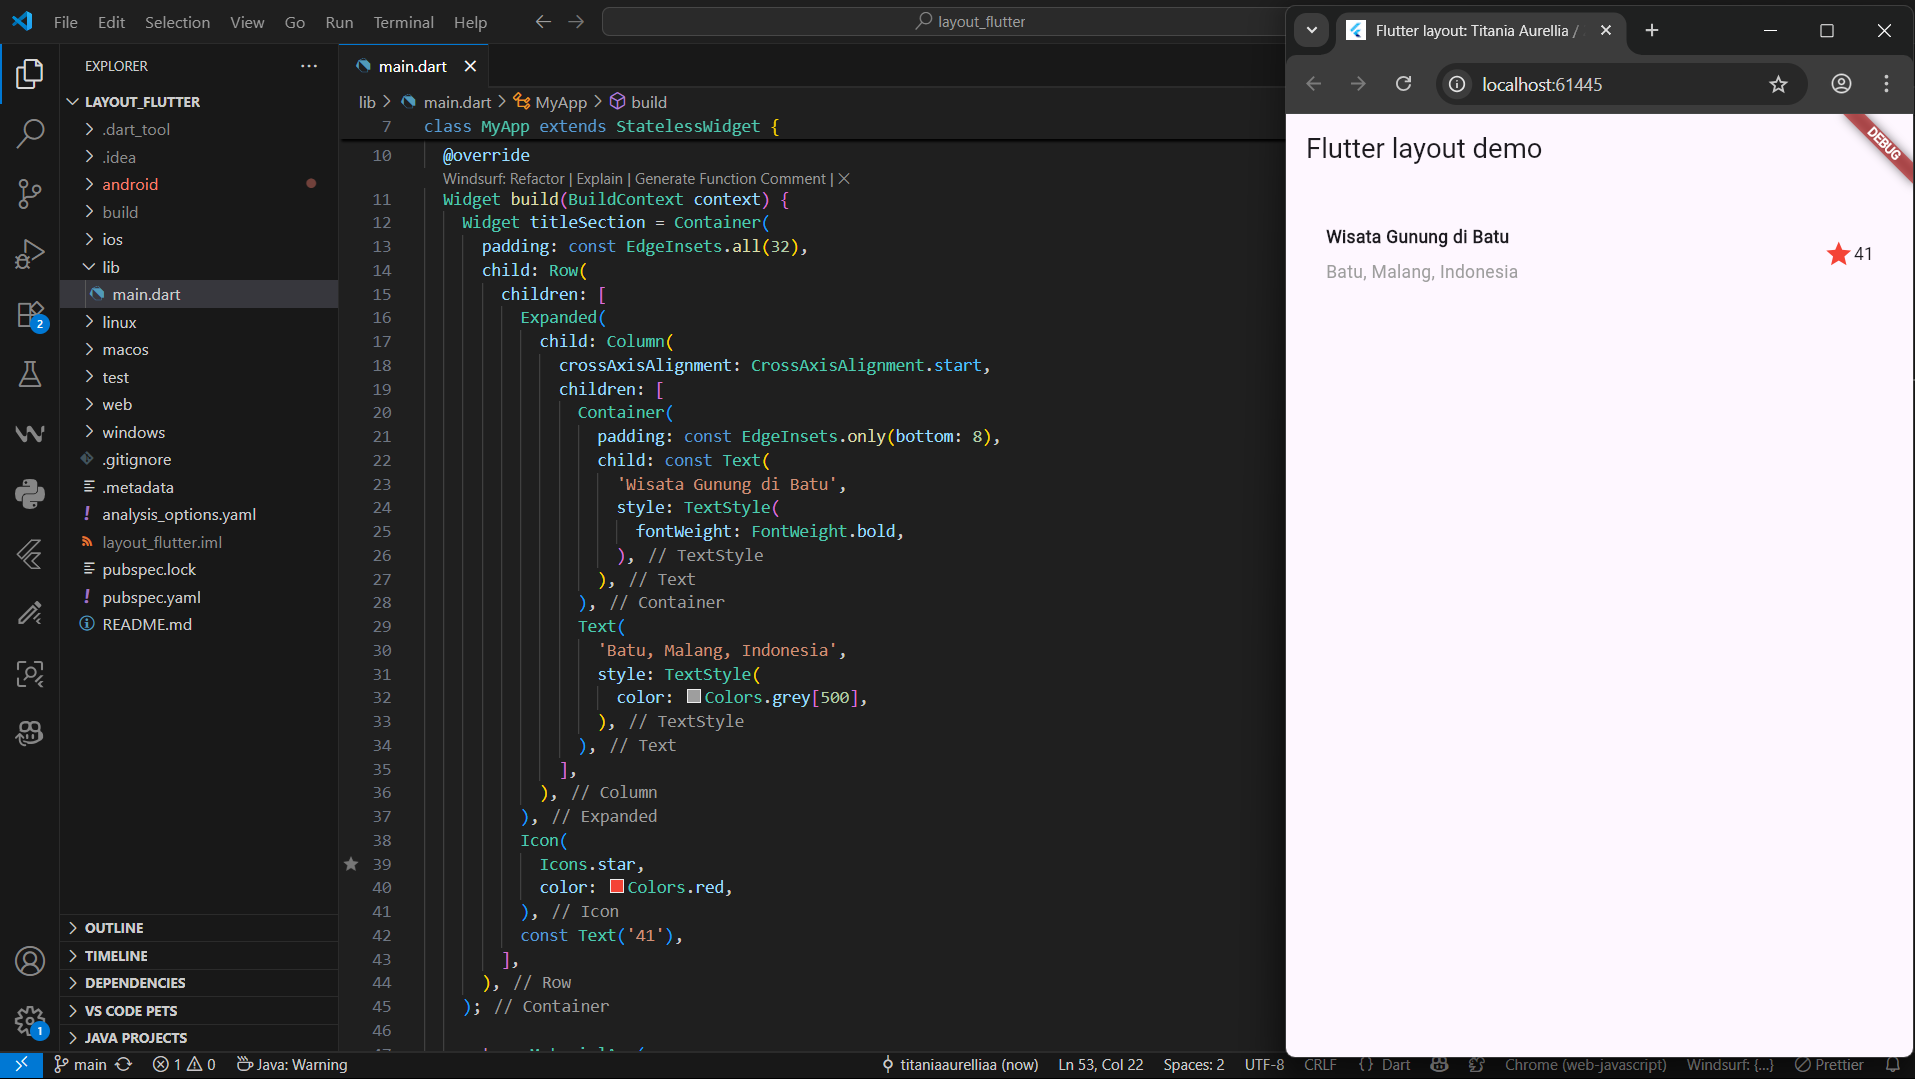 File Edit Selection View Go Run Terminal Help
layout_flutter
EXPLORER
LAYOUT_FLUTTER
.dart_tool
.idea
android
build
ios
lib
main.dart
linux
macos
test
web
windows
.gitignore
.metadata
analysis_options.yaml
layout_flutter.iml
pubspec.lock
pubspec.yaml
README.md
OUTLINE
TIMELINE
DEPENDENCIES
VS CODE PETS
JAVA PROJECTS
2
1
main.dart
lib > main.dart > MyApp > build
7 class MyApp extends StatelessWidget {
10 @override
Windsurf: Refactor | Explain | Generate Function Comment | X
11 Widget build(BuildContext context) {
12 Widget titleSection = Container(
13 padding: const EdgeInsets.all(32),
14 child: Row(
15 children: [
16 Expanded(
17 child: Column(
18 crossAxisAlignment: CrossAxisAlignment.start,
19 children: [
20 Container(
21 padding: const EdgeInsets.only(bottom: 8),
22 child: const Text(
23 'Wisata Gunung di Batu',
24 style: TextStyle(
25 fontWeight: FontWeight.bold,
26 ), // TextStyle
27 ), // Text
28 ), // Container
29 Text(
30 'Batu, Malang, Indonesia',
31 style: TextStyle(
32 color: Colors.grey[500],
33 ), // TextStyle
34 ), // Text
35 ],
36 ), // Column
37 ), // Expanded
38 Icon(
39 Icons.star,
40 color: Colors.red,
41 ), // Icon
42 const Text('41'),
43 ],
44 ), // Row
45 ); // Container
46
main 1 0 Java: Warning titaniaaurelliaa (now) Ln 53, Col 22 Spaces: 2 UTF-8 CRLF {} Dart Chrome (web-javascript) Windsurf: {...} Prettier
Flutter layout: Titania Aurellia /
localhost:61445
Flutter layout demo
DEBUG
Wisata Gunung di Batu
Batu, Malang, Indonesia
41